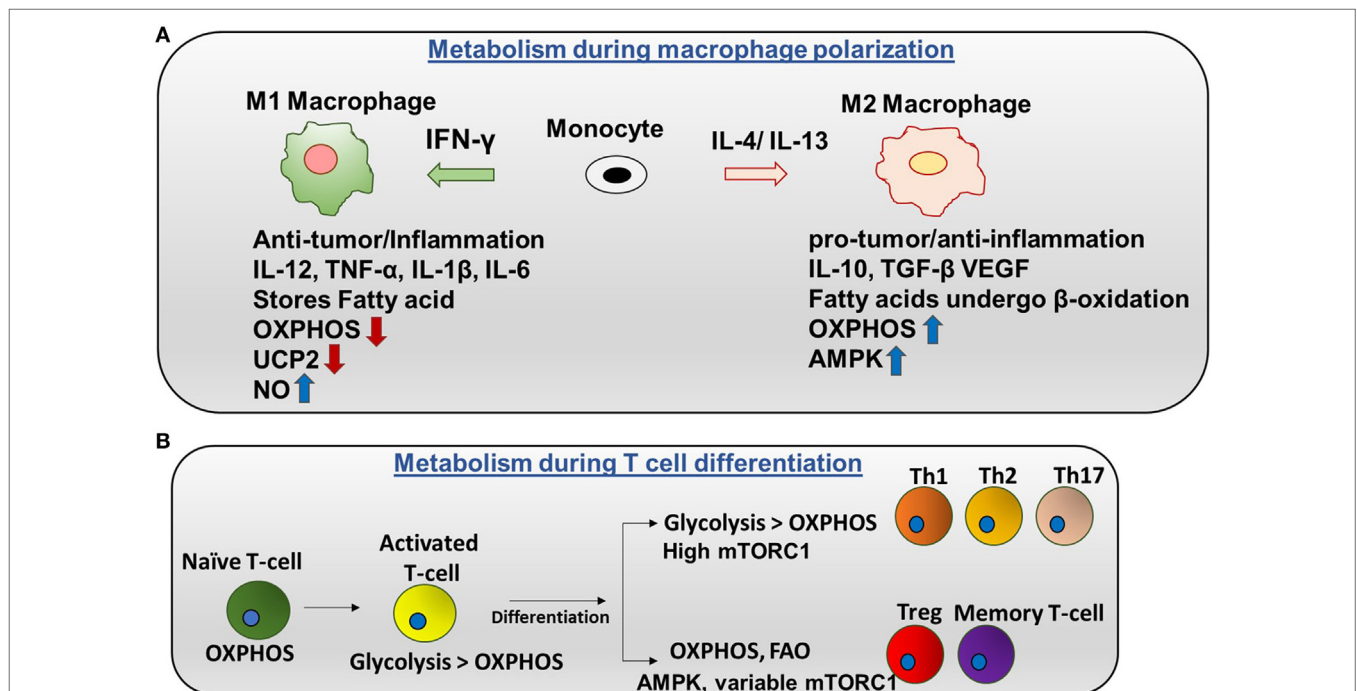 A
Metabolism during macrophage polarization
M1 Macrophage
IFN-γ
Monocyte
IL-4/ IL-13
M2 Macrophage
Anti-tumor/Inflammation
IL-12, TNF-α, IL-1β, IL-6
Stores Fatty acid
OXPHOS
UCP2
NO
pro-tumor/anti-inflammation
IL-10, TGF-β VEGF
Fatty acids undergo β-oxidation
OXPHOS
AMPK
B
Metabolism during T cell differentiation
Naïve T-cell
OXPHOS
Activated
T-cell
Glycolysis > OXPHOS
Differentiation
Glycolysis > OXPHOS
High mTORC1
Th1
Th2
Th17
OXPHOS, FAO
AMPK, variable mTORC1
Treg
Memory T-cell